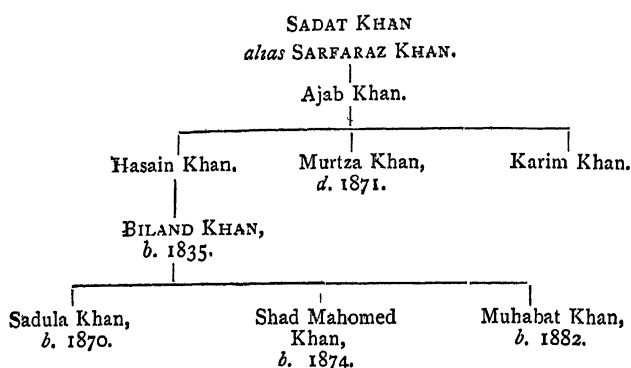 SADAT KHAN
alias SARFARAZ KHAN.
Ajab Khan.
Hasain Khan.
Murtza Khan,
d. 1871.
Karim Khan.
BILAND KHAN,
b. 1835.
Sadula Khan,
b. 1870.
Shad Mahomed
Khan,
b. 1874.
Muhabat Khan,
b. 1882.